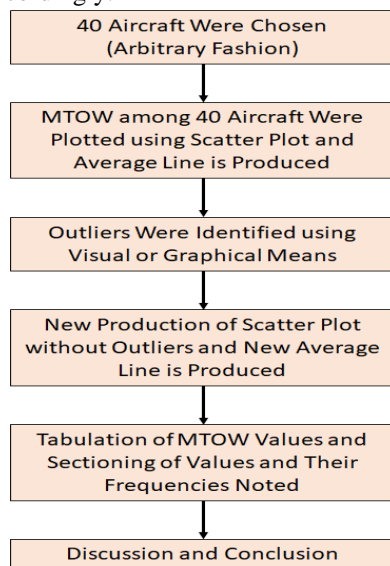 40 Aircraft Were Chosen
(Arbitrary Fashion)
MTOW among 40 Aircraft Were
Plotted using Scatter Plot and
Average Line is Produced
Outliers Were Identified using
Visual or Graphical Means
New Production of Scatter Plot
without Outliers and New Average
Line is Produced
Tabulation of MTOW Values and
Sectioning of Values and Their
Frequencies Noted
Discussion and Conclusion